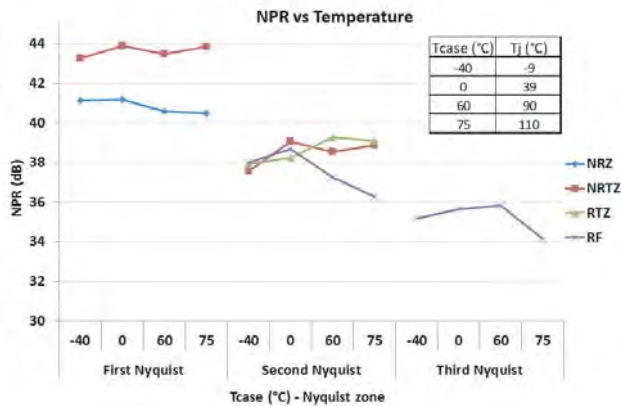 NPR vs Temperature
Tcase (°C) Tj (°C)
-40 -9
0 39
60 90
75 110
NPR (dB)
44
42
40
38
36
34
32
30
NRZ
NRTZ
RTZ
RF
-40 0 60 75 -40 0 60 75 -40 0 60 75
First Nyquist Second Nyquist Third Nyquist
Tcase (°C) - Nyquist zone